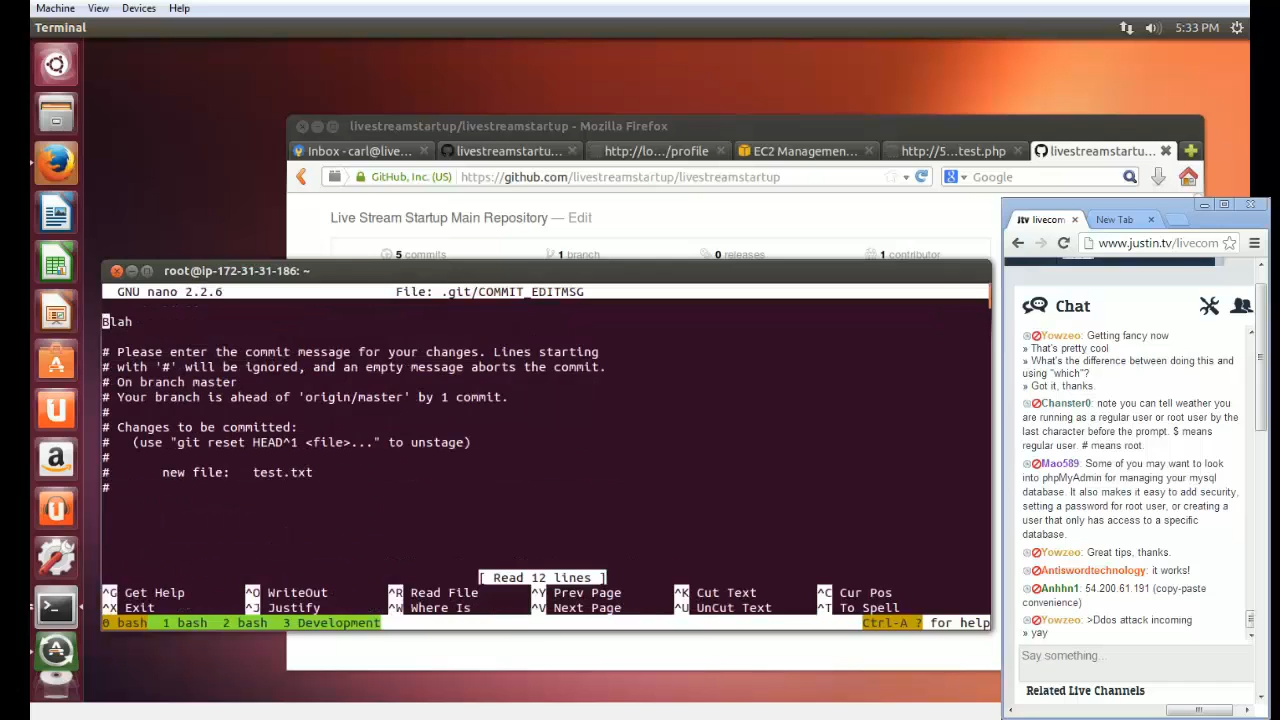 Machine View Devices Help
Terminal
5:33 PM
livestreamstartup/livestreamstartup - Mozilla Firefox
Inbox - carl@live...
livestreamstartu...
http://lo.../profile
EC2 Managemen...
http://5...test.php
livestreamstartu...
GitHub, Inc. (US)
https://github.com/livestreamstartup/livestreamstartup
Google
Live Stream Startup Main Repository — Edit
5 commits
1 branch
0 releases
1 contributor
root@ip-172-31-31-186: ~
GNU nano 2.2.6
File: .git/COMMIT_EDITMSG
Blah
# Please enter the commit message for your changes. Lines starting
# with '#' will be ignored, and an empty message aborts the commit.
# On branch master
# Your branch is ahead of 'origin/master' by 1 commit.
#
# Changes to be committed:
#   (use "git reset HEAD^1 <file>..." to unstage)
#
#       new file:   test.txt
#
[ Read 12 lines ]
^G Get Help ^O WriteOut ^R Read File ^Y Prev Page ^K Cut Text ^C Cur Pos
^X Exit ^J Justify ^W Where Is ^V Next Page ^U UnCut Text ^T To Spell
0 bash 1 bash 2 bash 3 Development
Ctrl-A ? for help
jtv livecom
New Tab
www.justin.tv/livecom
Chat
Yowzeo: Getting fancy now
» That's pretty cool
» What's the difference between doing this and
using "which"?
» Got it, thanks.
Chanster0: note you can tell weather you
are running as a regular user or root user by the
last character before the prompt. $ means
regular user. # means root.
Mao589: Some of you may want to look
into phpMyAdmin for managing your mysql
database. It also makes it easy to add security,
setting a password for root user, or creating a
user that only has access to a specific
database.
Yowzeo: Great tips, thanks.
Antiswordtechnology: it works!
Anhhn1: 54.200.61.191 (copy-paste
convenience)
Yowzeo: >Ddos attack incoming
» yay
Say something...
Related Live Channels